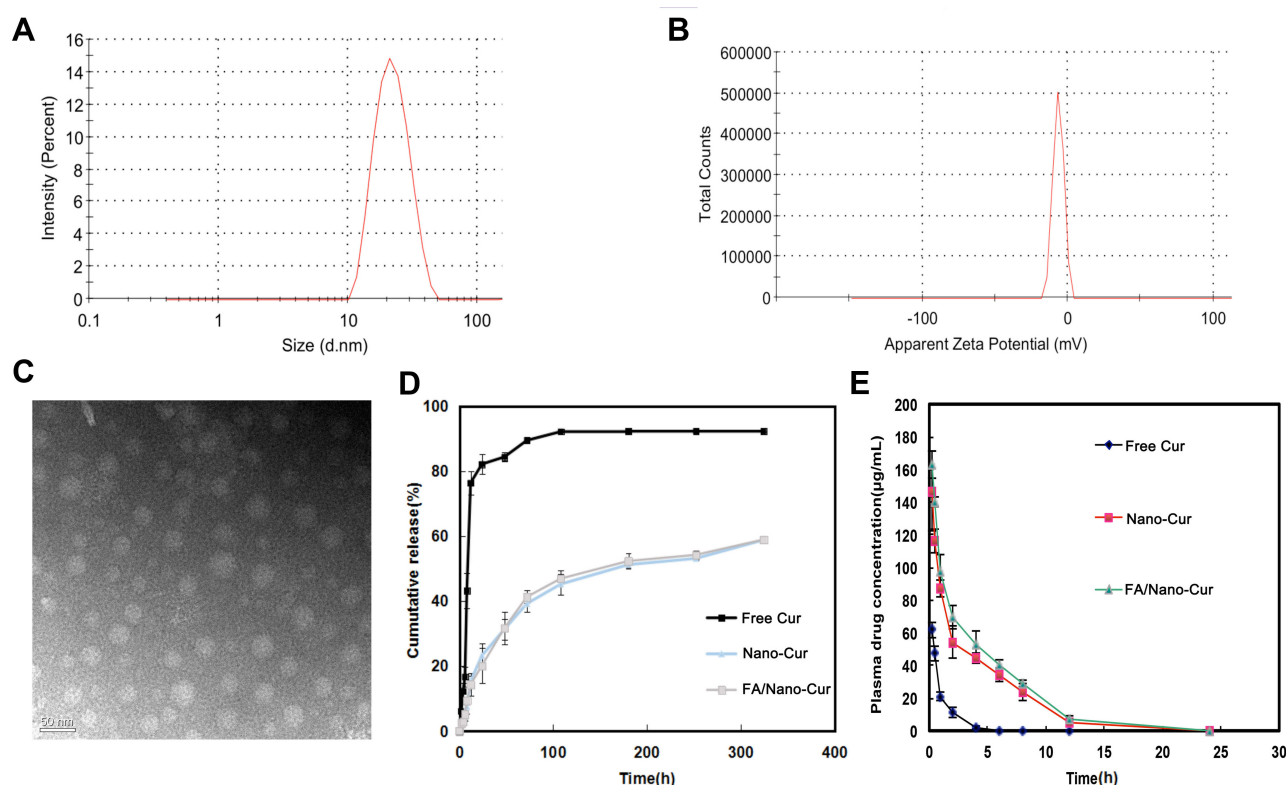 A
16
14
12
10
8
6
4
2
0
0.1
1
10
100
Intensity (Percent)
Size (d.nm)
B
600000
500000
400000
300000
200000
100000
0
-100
0
100
Total Counts
Apparent Zeta Potential (mV)
C
50 nm
D
100
80
60
40
20
0
0
100
200
300
400
Cumutative release(%)
Time(h)
Free Cur
Nano-Cur
FA/Nano-Cur
E
200
180
160
140
120
100
80
60
40
20
0
0
5
10
15
20
25
30
Plasma drug concentration(µg/mL)
Time(h)
Free Cur
Nano-Cur
FA/Nano-Cur